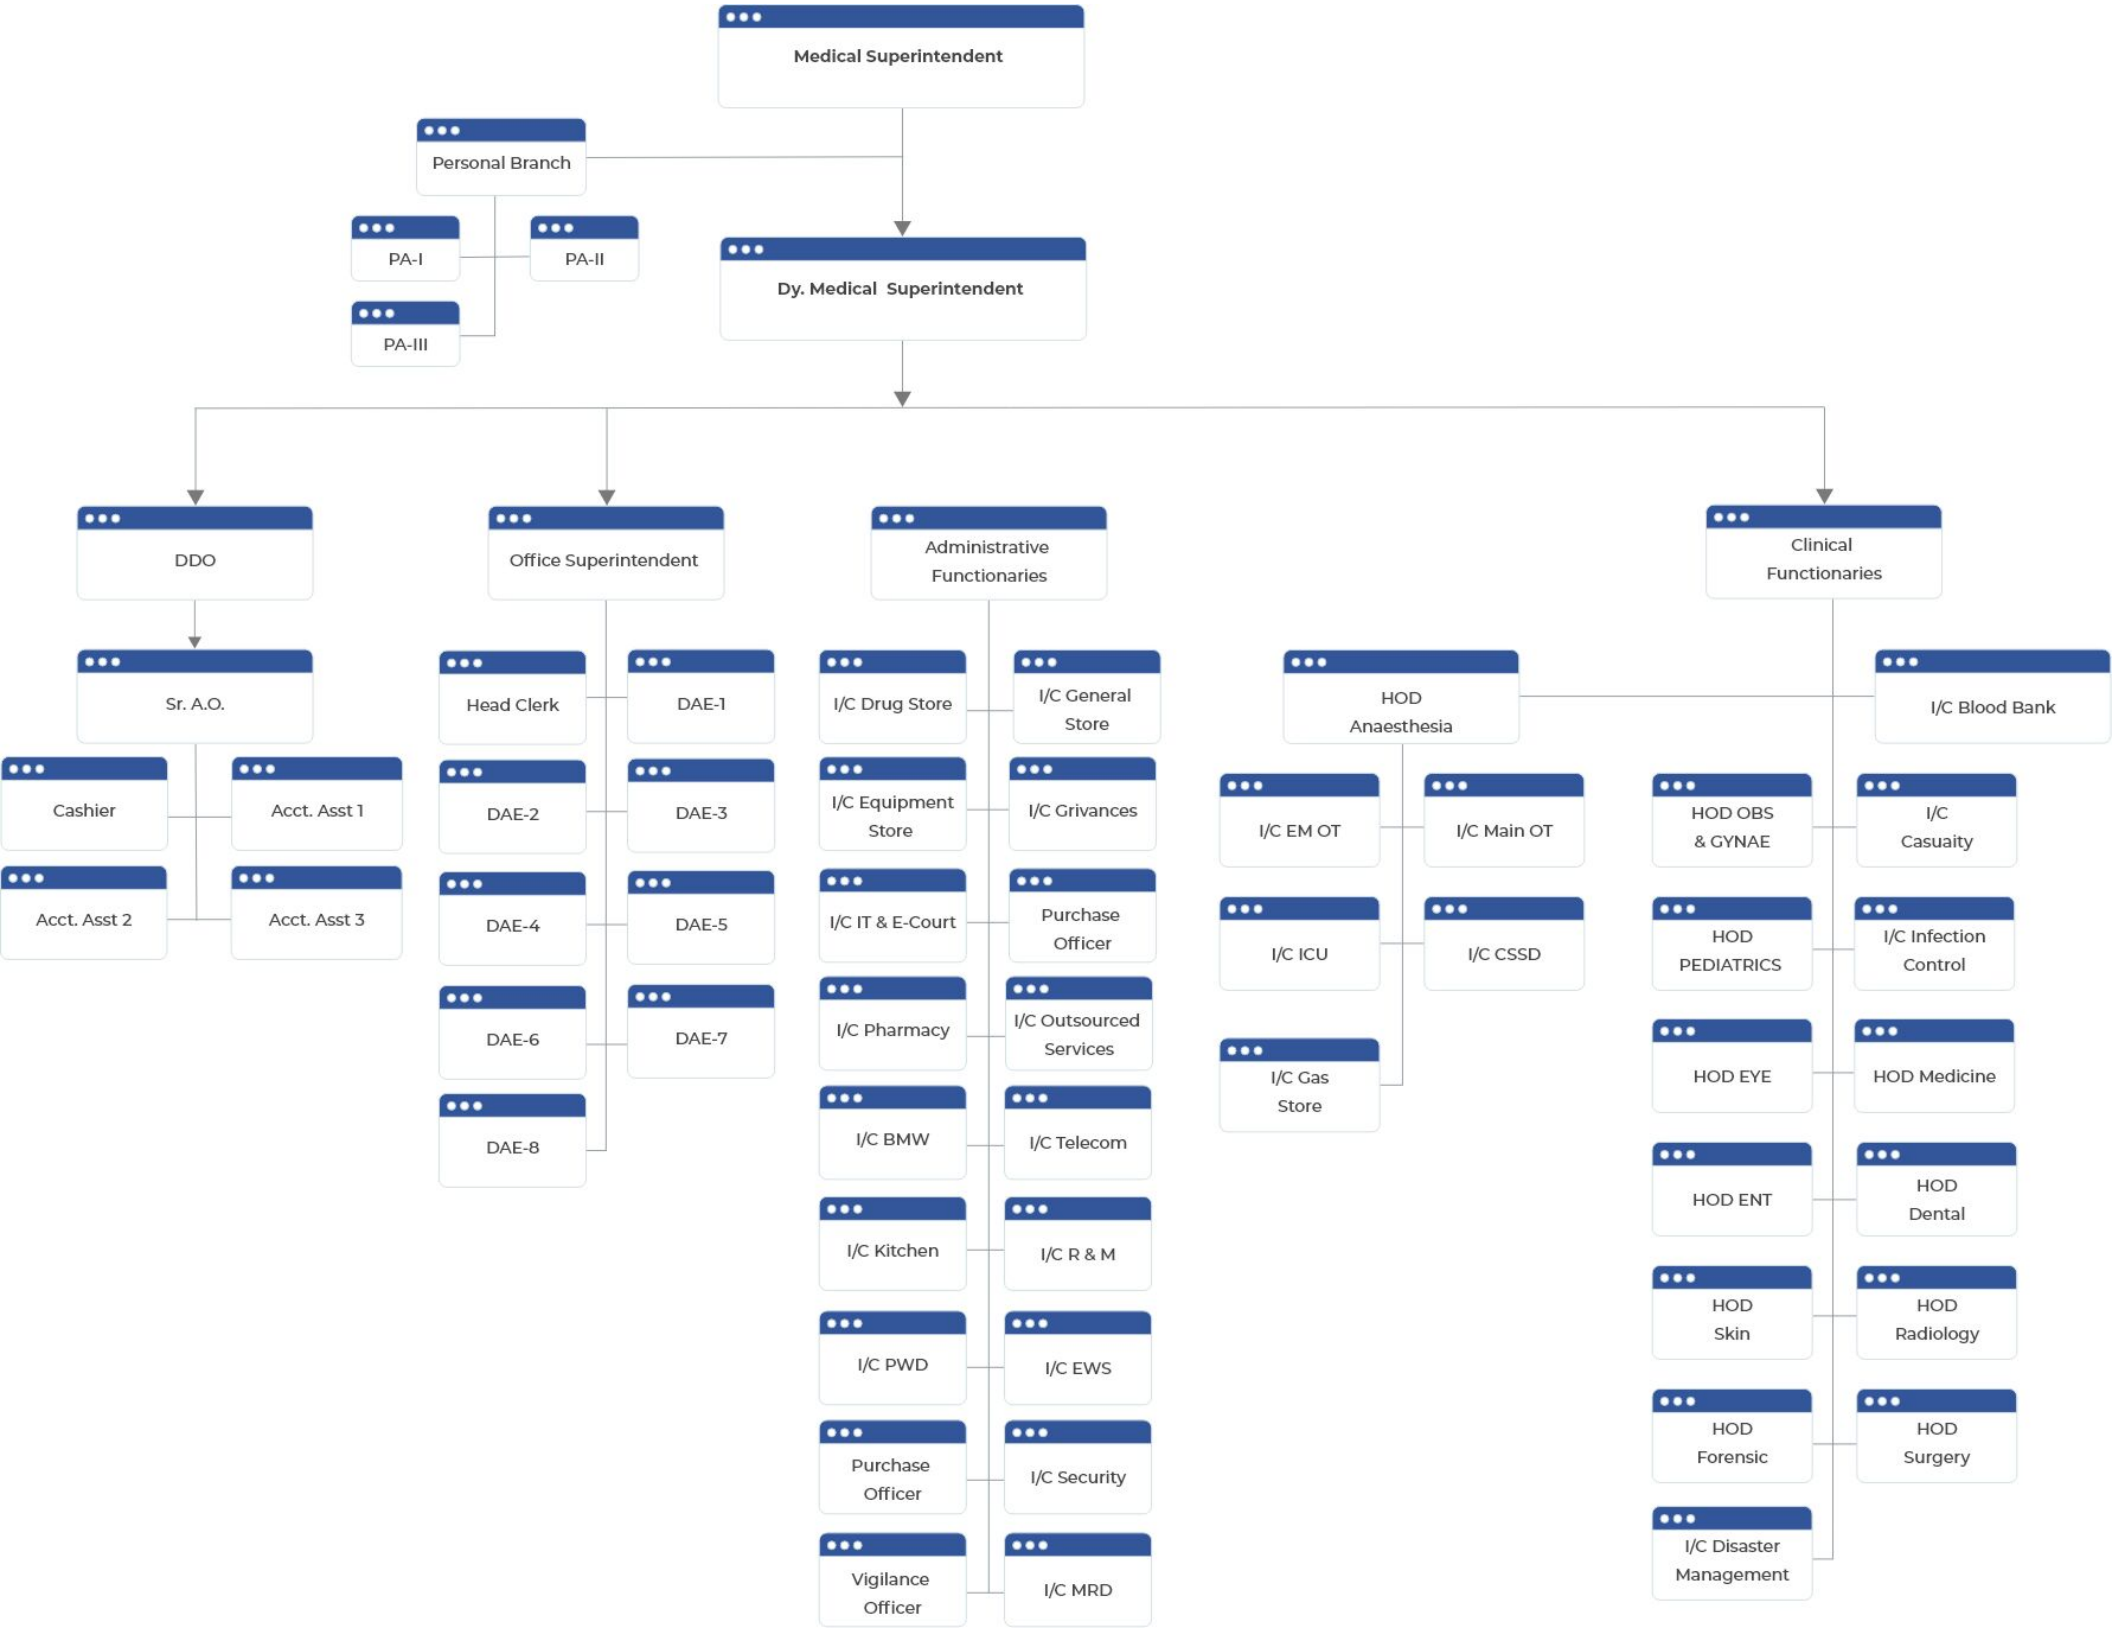 Medical Superintendent
Personal Branch
PA-I
PA-II
PA-III
Dy. Medical  Superintendent
DDO
Office Superintendent
Administrative
Functionaries
Clinical
Functionaries
Sr. A.O.
Cashier
Acct. Asst 1
Acct. Asst 2
Acct. Asst 3
Head Clerk
DAE-1
DAE-2
DAE-3
DAE-4
DAE-5
DAE-6
DAE-7
DAE-8
I/C Drug Store
I/C General
Store
I/C Equipment
Store
I/C Grivances
I/C IT & E-Court
Purchase
Officer
I/C Pharmacy
I/C Outsourced
Services
I/C BMW
I/C Telecom
I/C Kitchen
I/C R & M
I/C PWD
I/C EWS
Purchase
Officer
I/C Security
Vigilance
Officer
I/C MRD
HOD
Anaesthesia
I/C Blood Bank
I/C EM OT
I/C Main OT
I/C ICU
I/C CSSD
I/C Gas
Store
HOD OBS
& GYNAE
I/C
Casuaity
HOD
PEDIATRICS
I/C Infection
Control
HOD EYE
HOD Medicine
HOD ENT
HOD
Dental
HOD
Skin
HOD
Radiology
HOD
Forensic
HOD
Surgery
I/C Disaster
Management